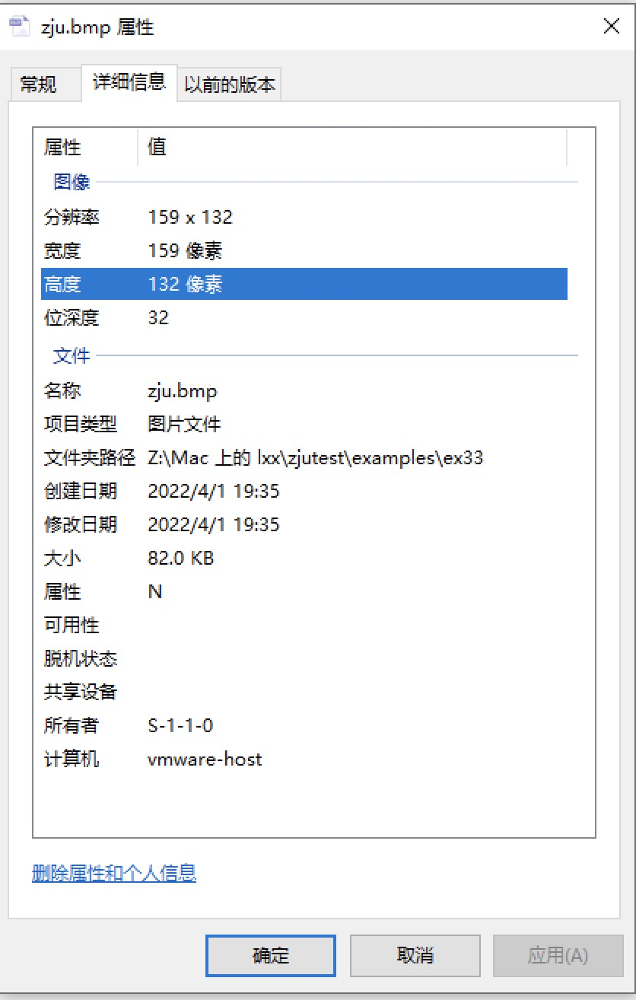 zju.bmp 属性
常规 详细信息 以前的版本
属性 值
图像
分辨率 159 x 132
宽度 159 像素
高度 132 像素
位深度 32
文件
名称 zju.bmp
项目类型 图片文件
文件夹路径 Z:\Mac 上的 lxx\zjutest\examples\ex33
创建日期 2022/4/1 19:35
修改日期 2022/4/1 19:35
大小 82.0 KB
属性 N
可用性
脱机状态
共享设备
所有者 S-1-1-0
计算机 vmware-host
删除属性和个人信息
确定 取消 应用(A)